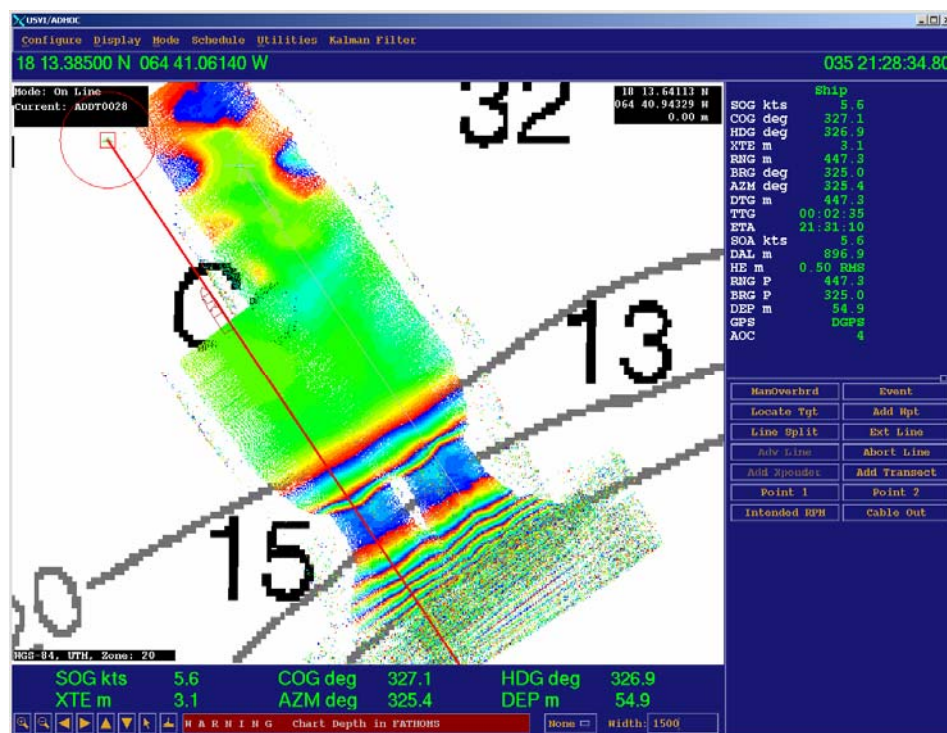 USVI/ADHOC
Configure Display Mode Schedule Utilities Kalman Filter
18 13.38500 N 064 41.06140 W 035 21:28:34.80
Mode: On Line
Current: ADDT0028
18 13.64113 N
064 40.94329 W
0.00 m
32
0
13
15
20
WGS-84, UTM, Zone: 20
Ship
SOG kts 5.6
COG deg 327.1
HDG deg 326.9
XTE m 3.1
RNG m 447.3
BRG deg 325.0
AZM deg 325.4
DTG m 447.3
TTG 00:02:35
ETA 21:31:10
SOA kts 5.6
DAL m 896.9
HE m 0.50 RMS
RNG P 447.3
BRG P 325.0
DEP m 54.9
GPS DGPS
AOC 4
ManOverbrd Event
Locate Tgt Add Wpt
Line Split Ext Line
Adv Line Abort Line
Add Xponder Add Transect
Point 1 Point 2
Intended RPM Cable Out
SOG kts 5.6 COG deg 327.1 HDG deg 326.9
XTE m 3.1 AZM deg 325.4 DEP m 54.9
W A R N I N G Chart Depth in FATHOMS None Width: 1500